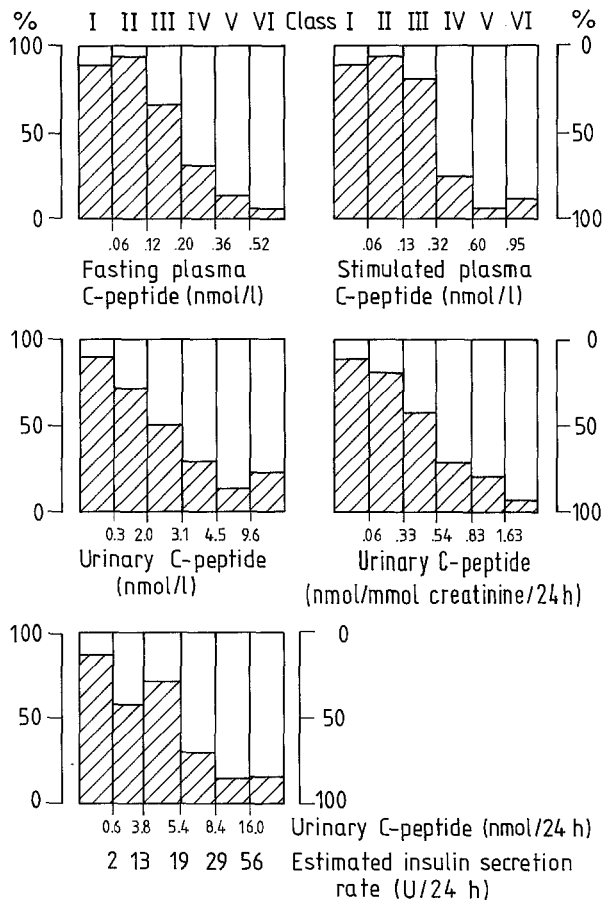 % I II III IV V VI Class I II III IV V VI %
100 0
50 50
0 100
.06 .12 .20 .36 .52 .06 .13 .32 .60 .95
Fasting plasma Stimulated plasma
C-peptide (nmol/l) C-peptide (nmol/l)
100 0
50 50
0 100
0.3 2.0 3.1 4.5 9.6 .06 .33 .54 .83 1.63
Urinary C-peptide Urinary C-peptide
(nmol/l) (nmol/mmol creatinine/24h)
100 0
50 50
0 100
0.6 3.8 5.4 8.4 16.0 Urinary C-peptide (nmol/24 h)
2 13 19 29 56 Estimated insulin secretion
rate (U/24 h)